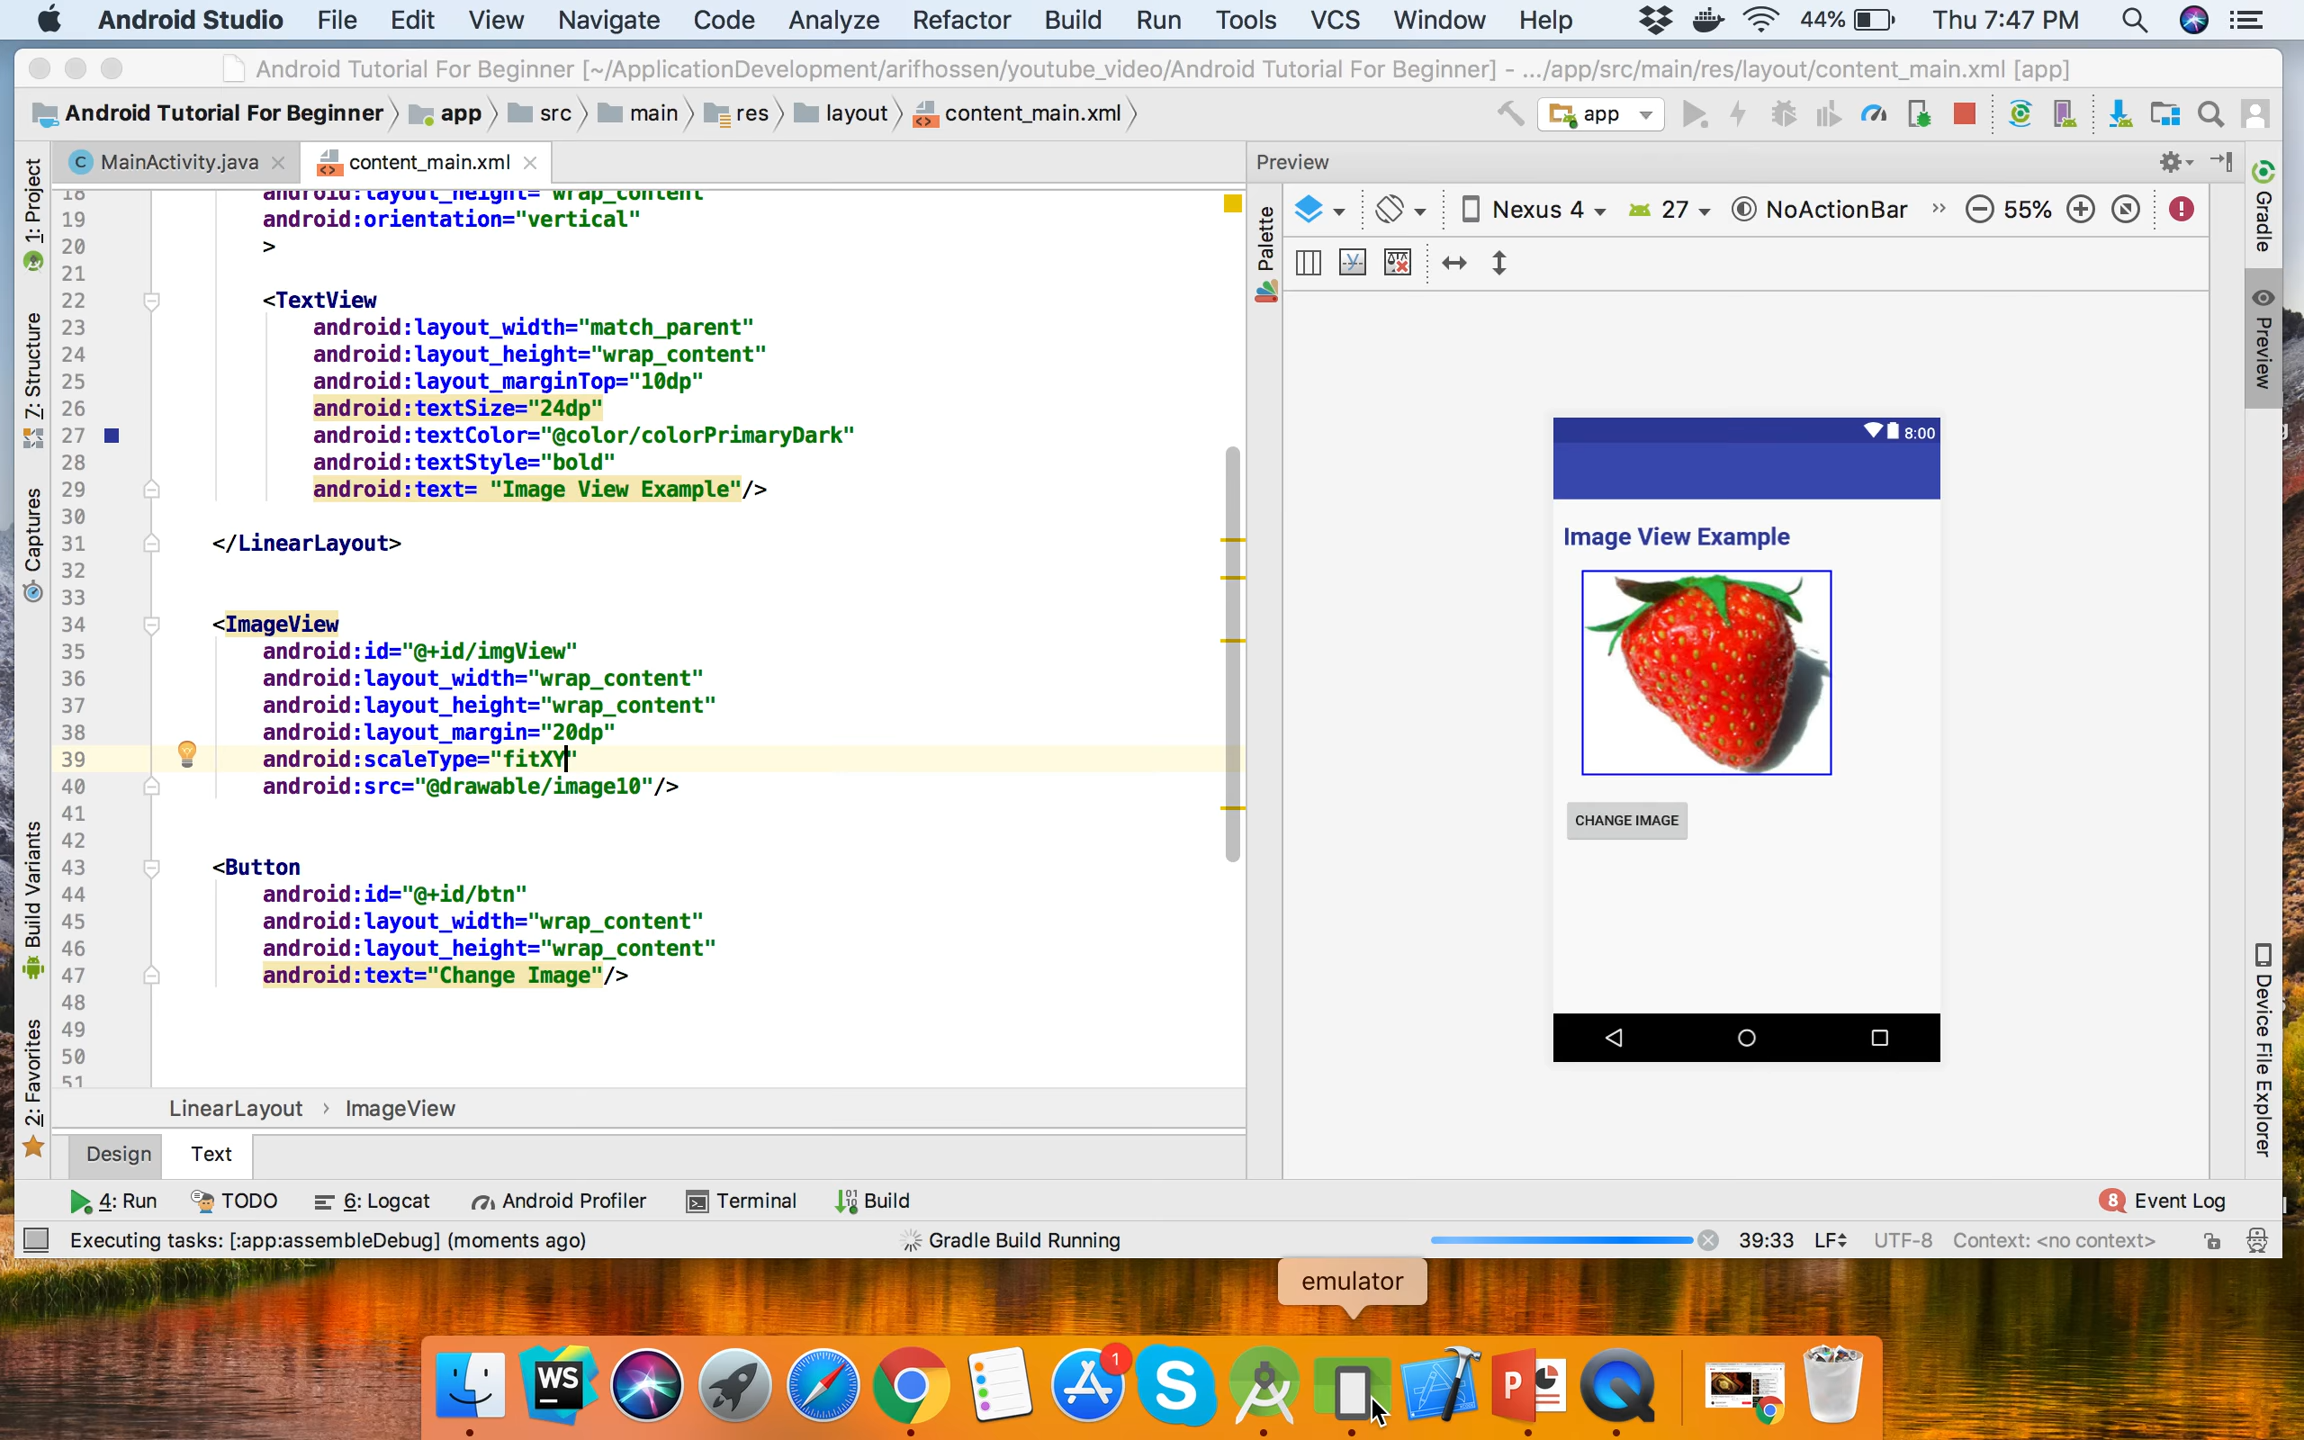 Android Studio File Edit View Navigate Code Analyze Refactor Build Run Tools VCS Window Help 44% Thu 7:47 PM
Android Tutorial For Beginner [~/ApplicationDevelopment/arifhossen/youtube_video/Android Tutorial For Beginner] - .../app/src/main/res/layout/content_main.xml [app]
Android Tutorial For Beginner app src main res layout content_main.xml app
C MainActivity.java content_main.xml
Preview
1: Project
Z: Structure
Captures
Build Variants
2: Favorites
18 android:layout_height="wrap_content"
19 android:orientation="vertical"
20 >
21
22 <TextView
23 android:layout_width="match_parent"
24 android:layout_height="wrap_content"
25 android:layout_marginTop="10dp"
26 android:textSize="24dp"
27 android:textColor="@color/colorPrimaryDark"
28 android:textStyle="bold"
29 android:text= "Image View Example"/>
30
31 </LinearLayout>
32
33
34 <ImageView
35 android:id="@+id/imgView"
36 android:layout_width="wrap_content"
37 android:layout_height="wrap_content"
38 android:layout_margin="20dp"
39 android:scaleType="fitXY"
40 android:src="@drawable/image10"/>
41
42
43 <Button
44 android:id="@+id/btn"
45 android:layout_width="wrap_content"
46 android:layout_height="wrap_content"
47 android:text="Change Image"/>
48
49
50
51
LinearLayout › ImageView
Design Text
Palette
Nexus 4 27 NoActionBar » 55%
8:00
Image View Example
CHANGE IMAGE
Gradle
Preview
Device File Explorer
4: Run TODO 6: Logcat Android Profiler Terminal Build 8 Event Log
Executing tasks: [:app:assembleDebug] (moments ago) Gradle Build Running 39:33 LF UTF-8 Context: <no context>
emulator
WS
1
S
P